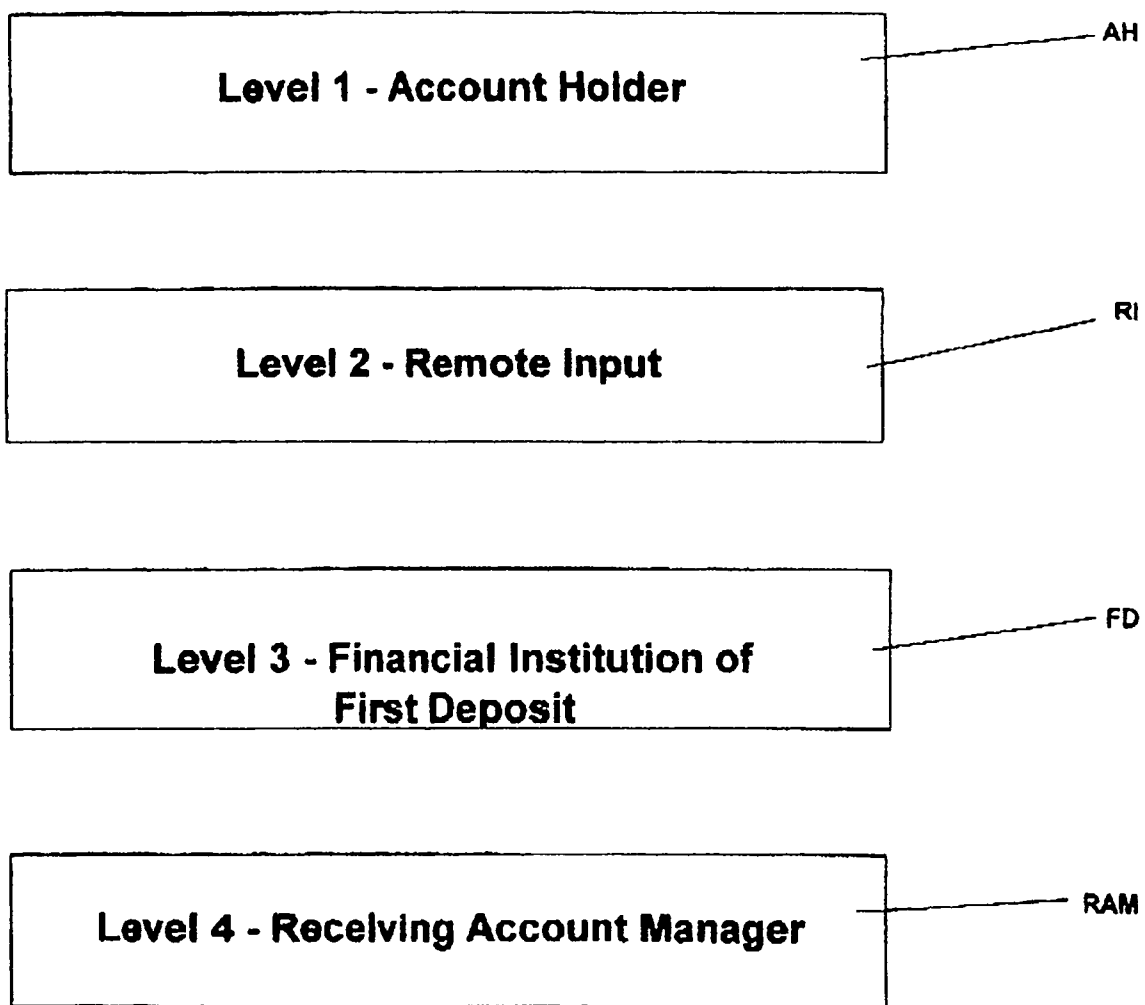 AH
Level 1 - Account Holder
RI
Level 2 - Remote Input
FD
Level 3 - Financial Institution of
First Deposit
RAM
Level 4 - Receiving Account Manager